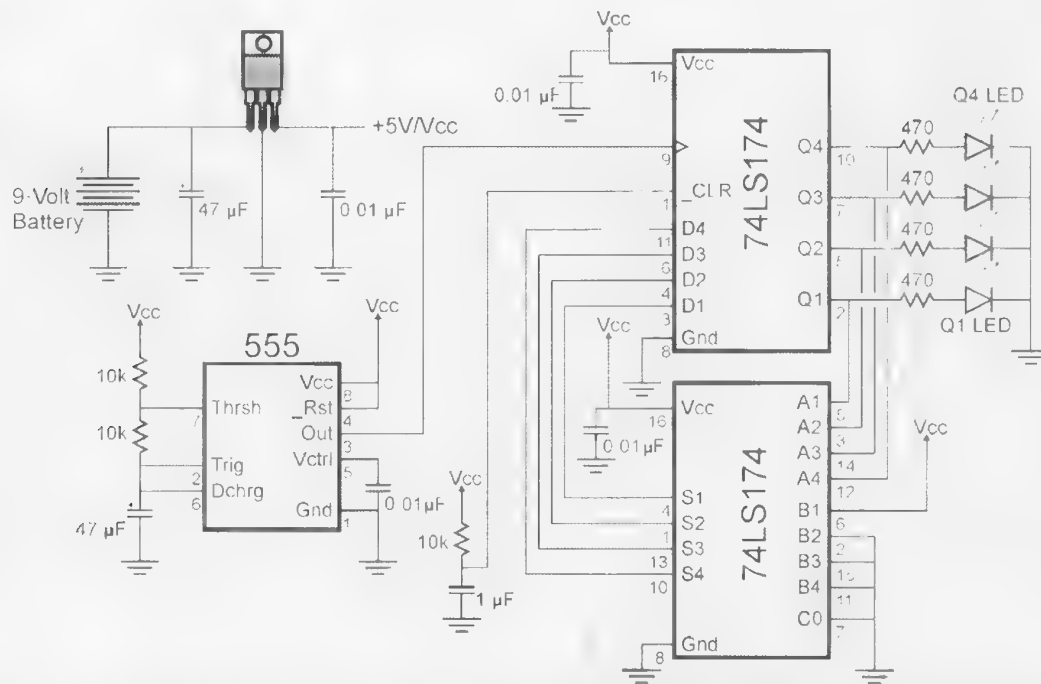 +5V/Vcc
9-Volt
Battery
47 µF
0.01 µF
Vcc
10k
10k
47 µF
555
Thrsh
7
Trig
2
Dchrg
6
Vcc
Vcc
8
_Rst
4
Out
3
Vctrl
5
Gnd
1
0.01µF
Vcc
10k
1 µF
Vcc
0.01 µF
74LS174
Vcc
16
9
_CLR
1
D4
11
D3
6
D2
4
D1
3
Gnd
8
Q4
10
Q3
7
Q2
5
Q1
2
470
470
470
470
Q4 LED
Q1 LED
Vcc
0.01µF
74LS174
Vcc
16
S1
4
S2
1
S3
13
S4
10
Gnd
8
A1
5
A2
3
A3
14
A4
12
B1
6
B2
2
B3
B4
11
C0
7
Vcc